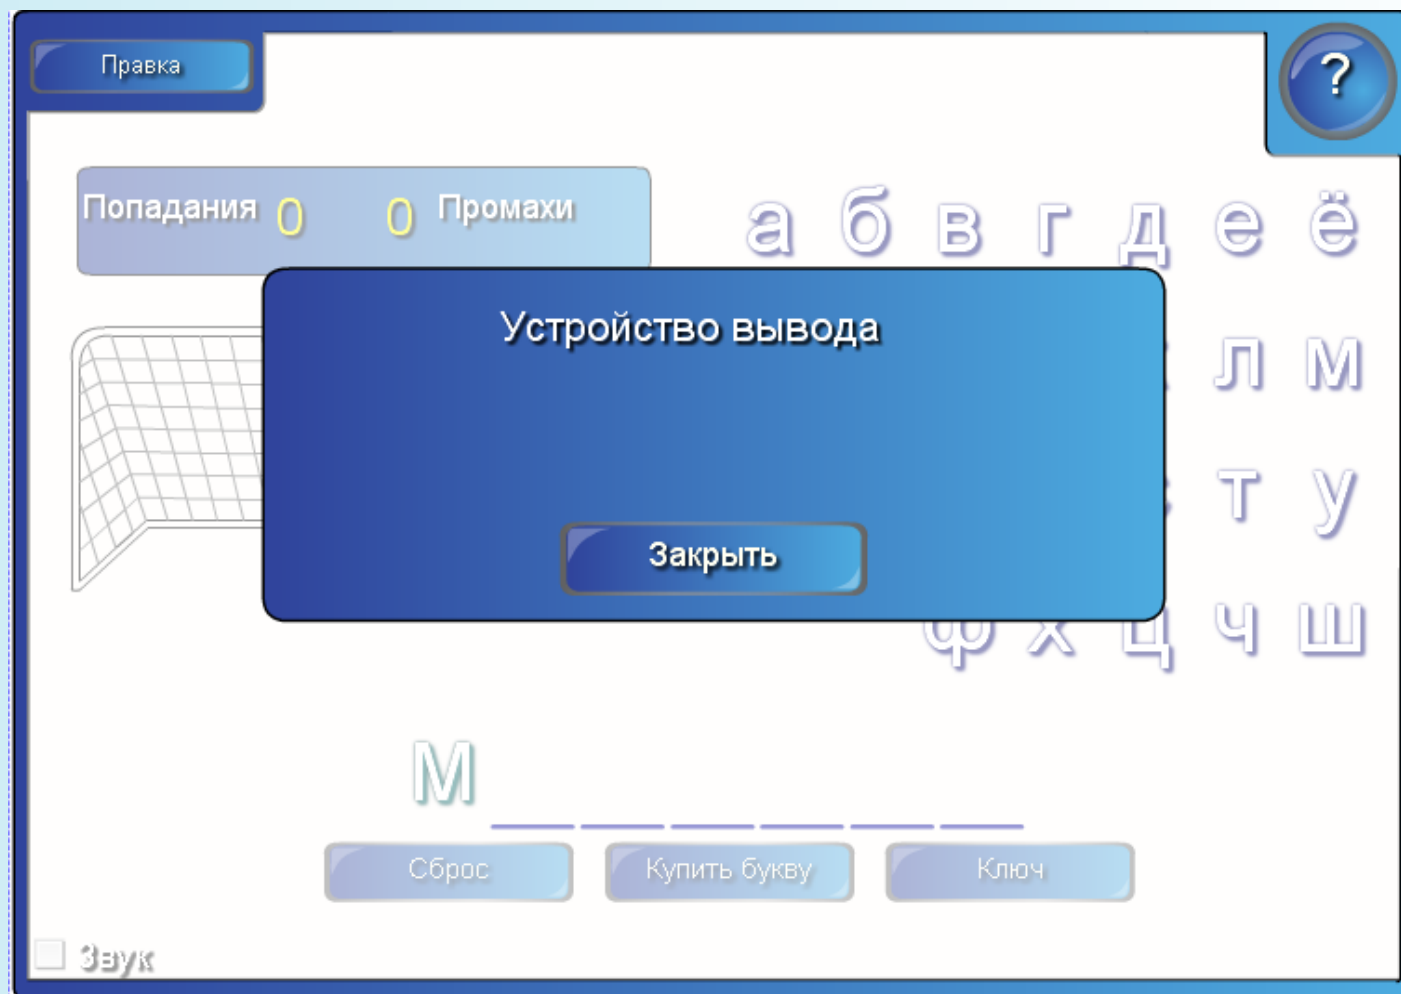 Правка
?
Попадания 0 0 Промахи
а б в г д е ё
Устройство вывода
л м
т у
Закрыть
ф х ц ч ш
М
Сброс Купить букву Ключ
Звук